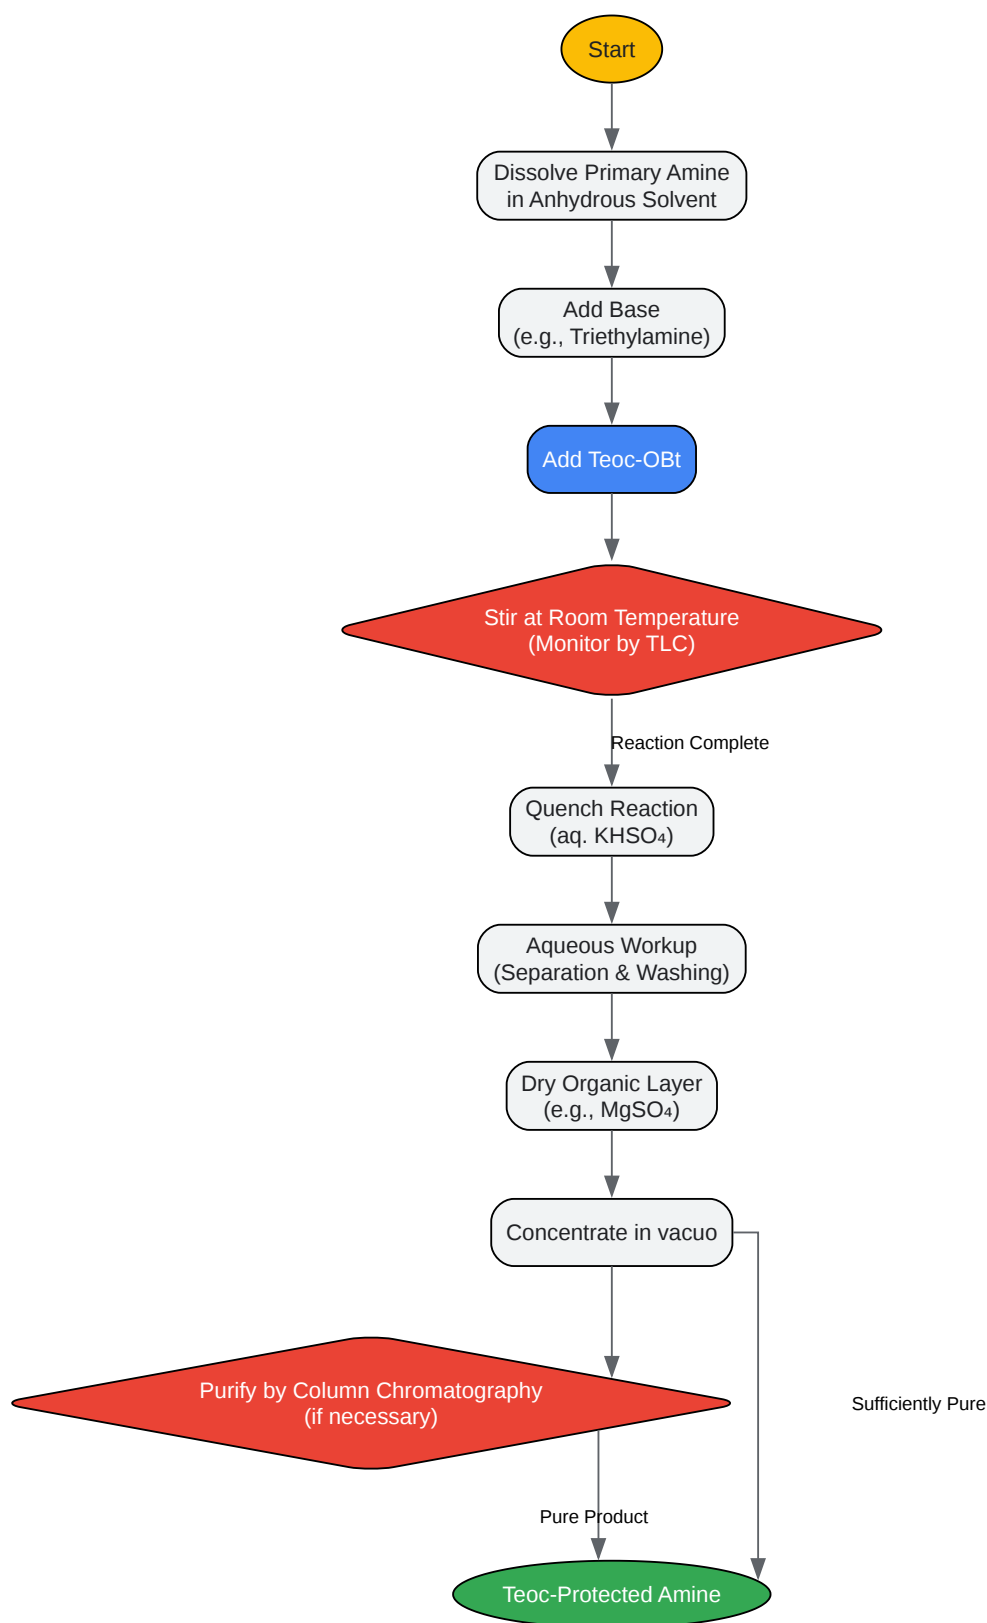 Start
Dissolve Primary Amine
in Anhydrous Solvent
Add Base
(e.g., Triethylamine)
Add Teoc-OBt
Stir at Room Temperature
(Monitor by TLC)
Reaction Complete
Quench Reaction
(aq. KHSO₄)
Aqueous Workup
(Separation & Washing)
Dry Organic Layer
(e.g., MgSO₄)
Concentrate in vacuo
Purify by Column Chromatography
(if necessary)
Sufficiently Pure
Pure Product
Teoc-Protected Amine